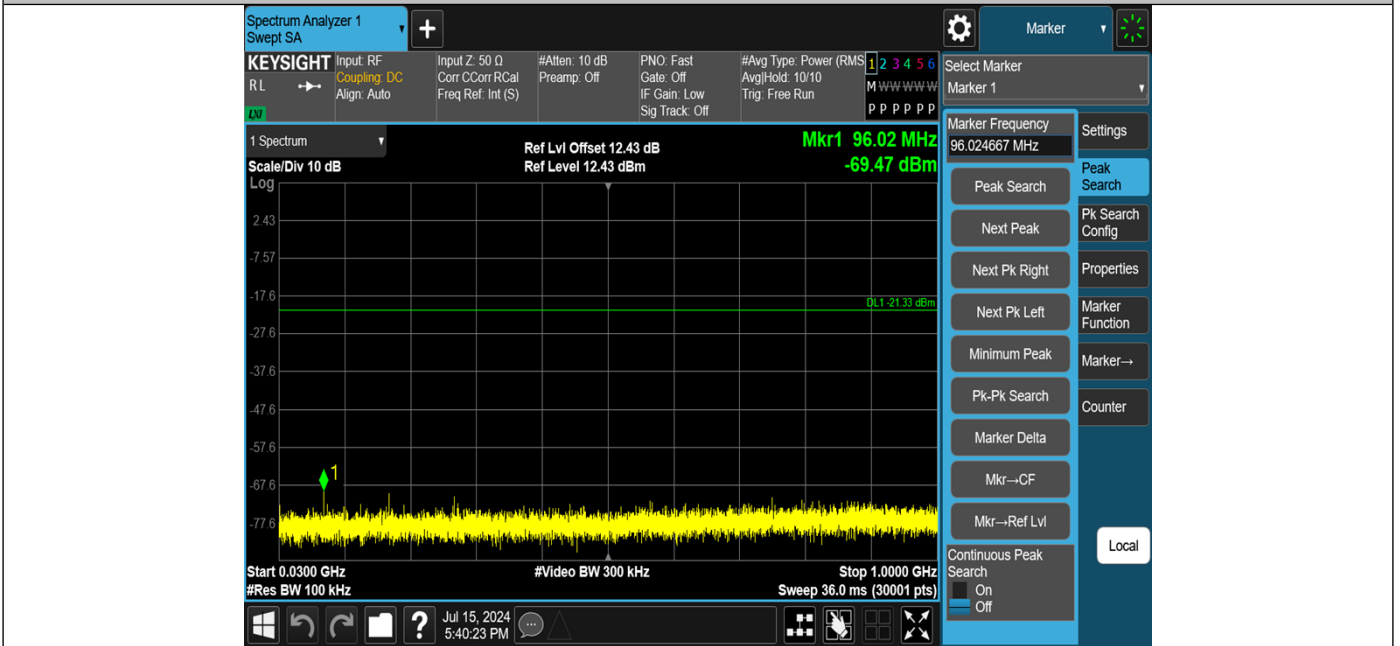 Spectrum Analyzer 1
Swept SA
+
Marker
KEYSIGHT
RL
LXI
Input: RF
Coupling: DC
Align: Auto
Input Z: 50 Ω
Corr CCorr RCal
Freq Ref: Int (S)
#Atten: 10 dB
Preamp: Off
PNO: Fast
Gate: Off
IF Gain: Low
Sig Track: Off
#Avg Type: Power (RMS
Avg|Hold: 10/10
Trig: Free Run
1 2 3 4 5 6
M W W W W W
P P P P P P
Select Marker
Marker 1
1 Spectrum
Scale/Div 10 dB
Ref Lvl Offset 12.43 dB
Ref Level 12.43 dBm
Mkr1 96.02 MHz
-69.47 dBm
Log
2.43
-7.57
-17.6
-27.6
-37.6
-47.6
-57.6
-67.6
-77.6
DL1 -21.33 dBm
1
Start 0.0300 GHz
#Res BW 100 kHz
#Video BW 300 kHz
Stop 1.0000 GHz
Sweep 36.0 ms (30001 pts)
Marker Frequency
96.024667 MHz
Peak Search
Next Peak
Next Pk Right
Next Pk Left
Minimum Peak
Pk-Pk Search
Marker Delta
Mkr→CF
Mkr→Ref Lvl
Continuous Peak
Search
On
Off
Settings
Peak
Search
Pk Search
Config
Properties
Marker
Function
Marker→
Counter
Local
?
Jul 15, 2024
5:40:23 PM